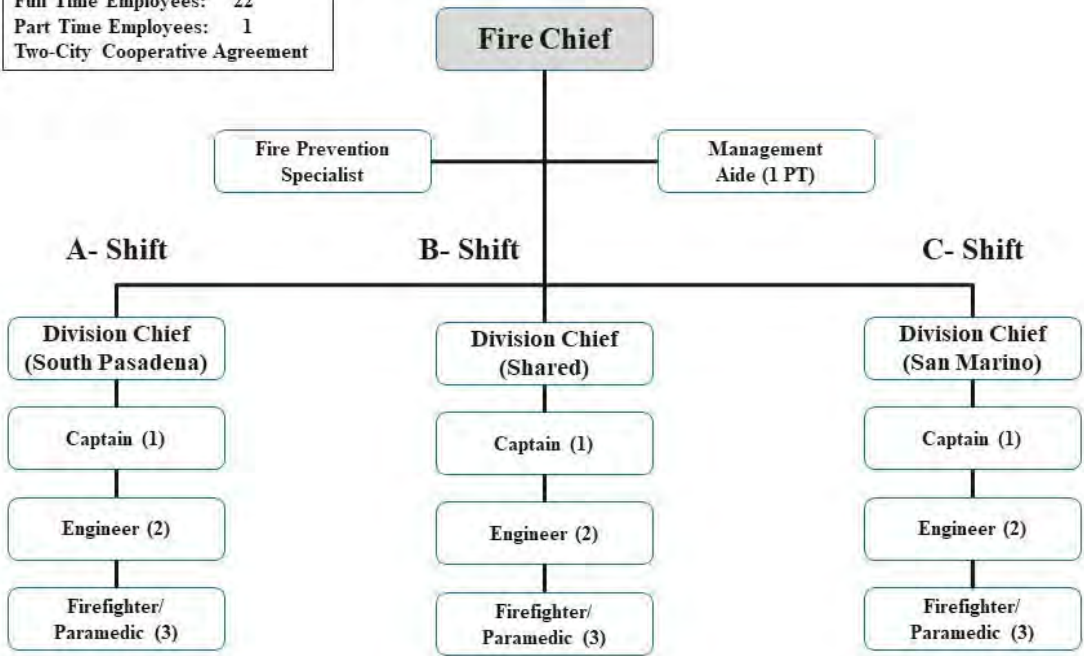 Full Time Employees: 22
Part Time Employees: 1
Two-City Cooperative Agreement
Fire Chief
Fire Prevention
Specialist
Management
Aide (1 PT)
A- Shift
B- Shift
C- Shift
Division Chief
(South Pasadena)
Captain (1)
Engineer (2)
Firefighter/
Paramedic (3)
Division Chief
(Shared)
Captain (1)
Engineer (2)
Firefighter/
Paramedic (3)
Division Chief
(San Marino)
Captain (1)
Engineer (2)
Firefighter/
Paramedic (3)